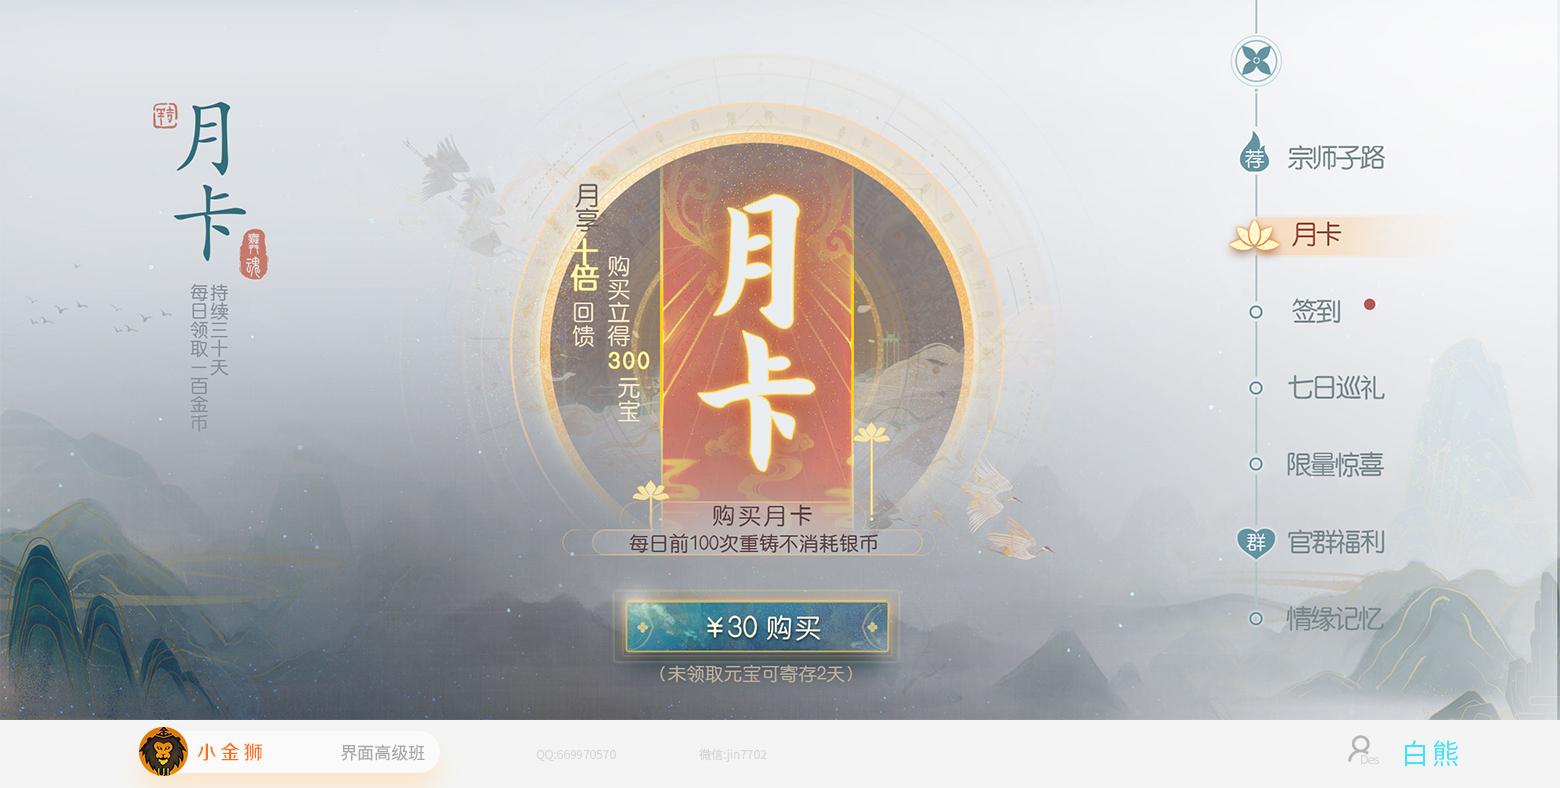 月卡
持续三十天
每日领取一百金币
月享十倍回馈
购买立得300元宝
月卡
购买月卡
每日前100次重铸不消耗银币
¥30 购买
(未领取元宝可寄存2天)
荐 宗师子路
月卡
签到
七日巡礼
限量惊喜
群 官群福利
情缘记忆
小金狮
界面高级班
QQ:669970570
微信:jin7702
Des
白熊